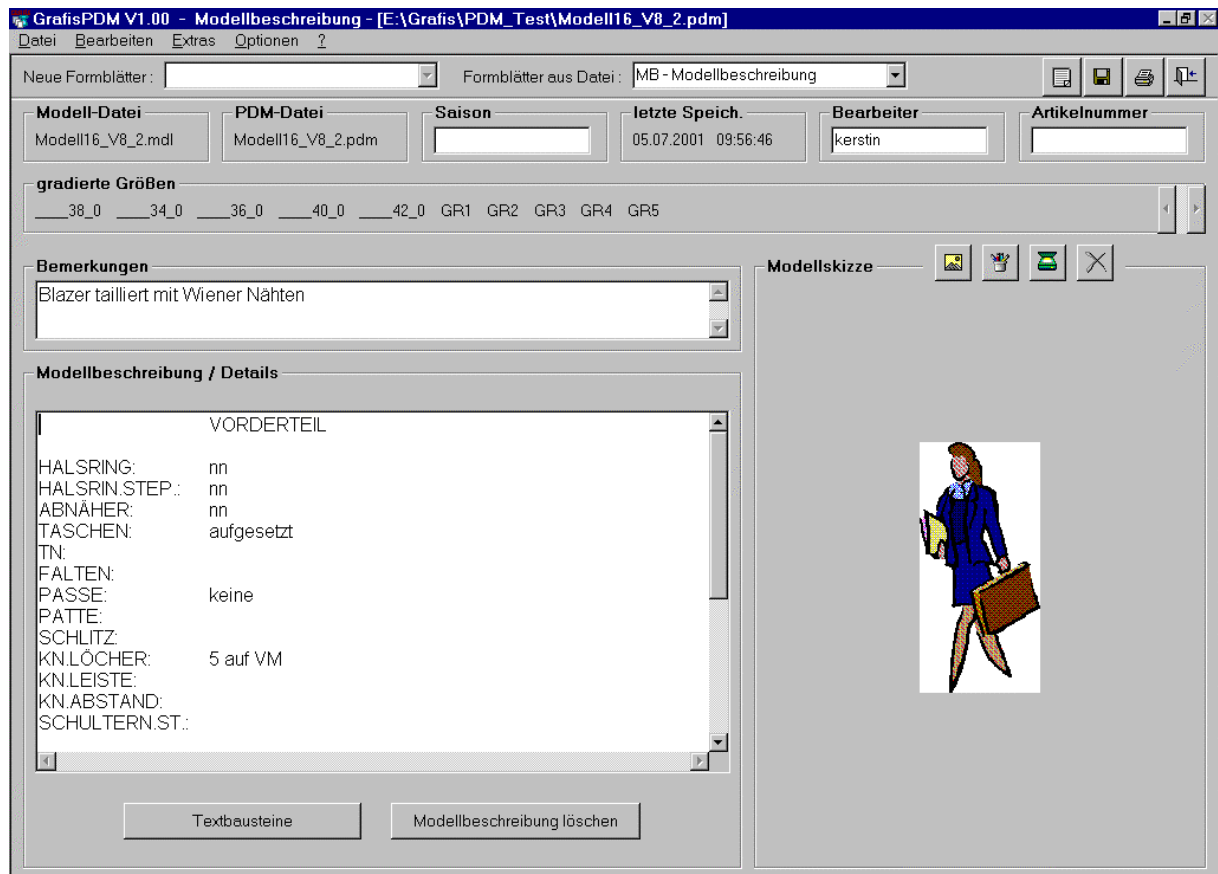 GrafisPDM V1.00 - Modellbeschreibung - [E:\Grafis\PDM_Test\Modell16_V8_2.pdm]
Datei Bearbeiten Extras Optionen ?
Neue Formblätter : Formblätter aus Datei : MB - Modellbeschreibung
Modell-Datei PDM-Datei Saison letzte Speich. Bearbeiter Artikelnummer
Modell16_V8_2.mdl Modell16_V8_2.pdm 05.07.2001 09:56:46 kerstin
gradierte Größen
____38_0 ____34_0 ____36_0 ____40_0 ____42_0 GR1 GR2 GR3 GR4 GR5
Bemerkungen
Blazer tailliert mit Wiener Nähten
Modellskizze
Modellbeschreibung / Details
VORDERTEIL
HALSRING: nn
HALSRIN.STEP.: nn
ABNÄHER: nn
TASCHEN: aufgesetzt
TN:
FALTEN:
PASSE: keine
PATTE:
SCHLITZ:
KN.LÖCHER: 5 auf VM
KN.LEISTE:
KN.ABSTAND:
SCHULTERN.ST.:
Textbausteine Modellbeschreibung löschen